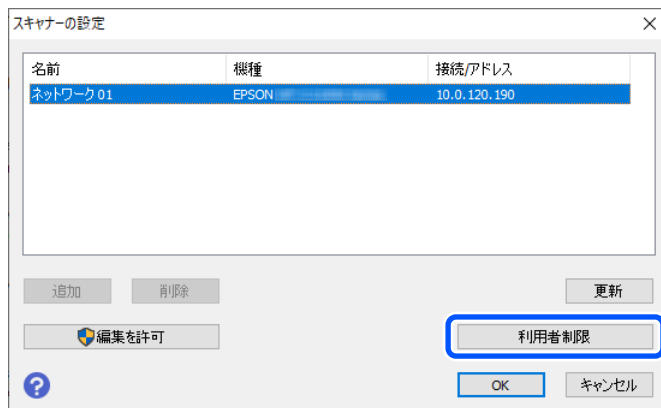 スキャナーの設定
名前 機種 接続/アドレス
ネットワーク 01 EPSON 10.0.120.190
追加 削除 更新
編集を許可 利用者制限
? OK キャンセル